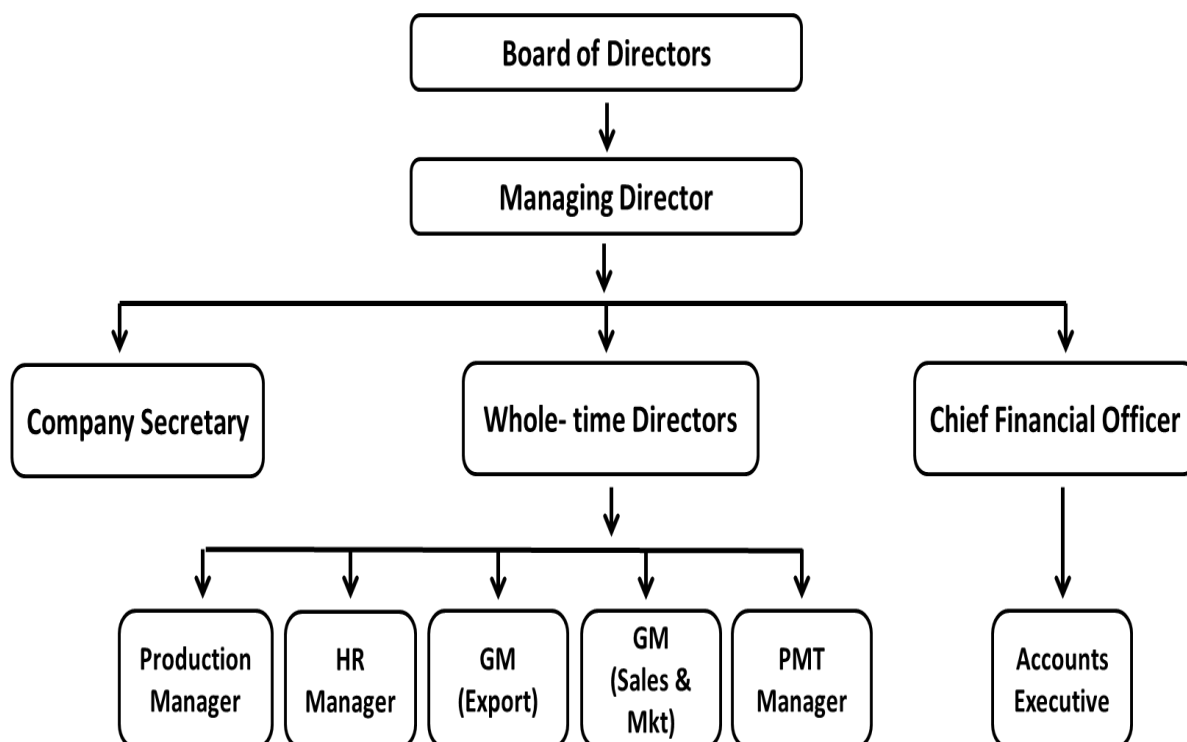 Board of Directors
Managing Director
Company Secretary
Whole- time Directors
Chief Financial Officer
Production
Manager
HR
Manager
GM
(Export)
GM
(Sales &
Mkt)
PMT
Manager
Accounts
Executive